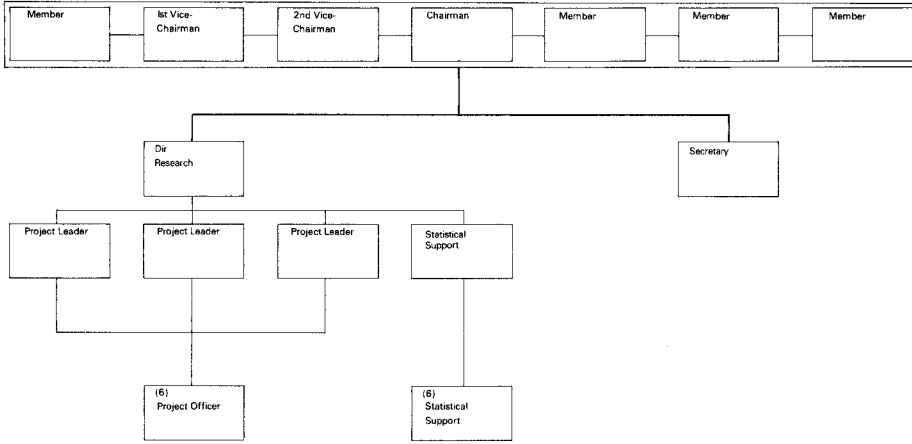 Member
Ist Vice-
Chairman
2nd Vice-
Chairman
Chairman
Member
Member
Member
Dir
Research
Secretary
Project Leader
Project Leader
Project Leader
Statistical
Support
(6)
Project Officer
(6)
Statistical
Support